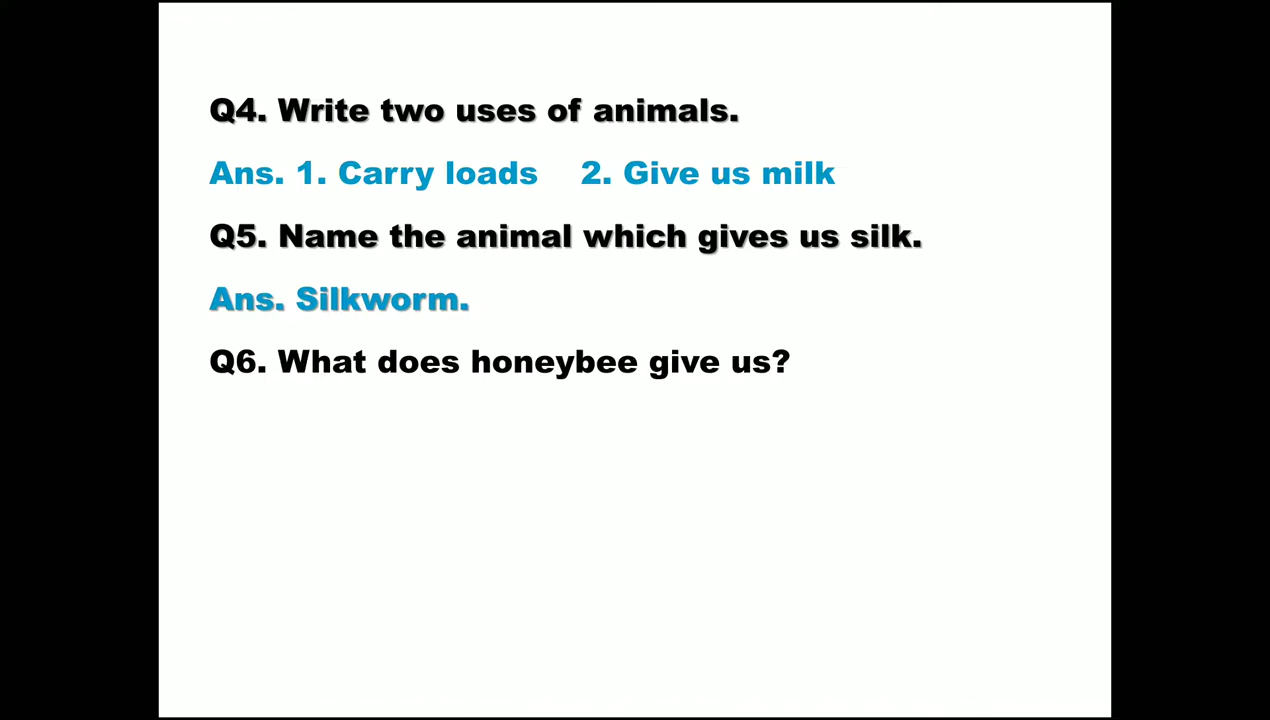 Q4. Write two uses of animals.
Ans. 1. Carry loads 2. Give us milk
Q5. Name the animal which gives us silk.
Ans. Silkworm.
Q6. What does honeybee give us?